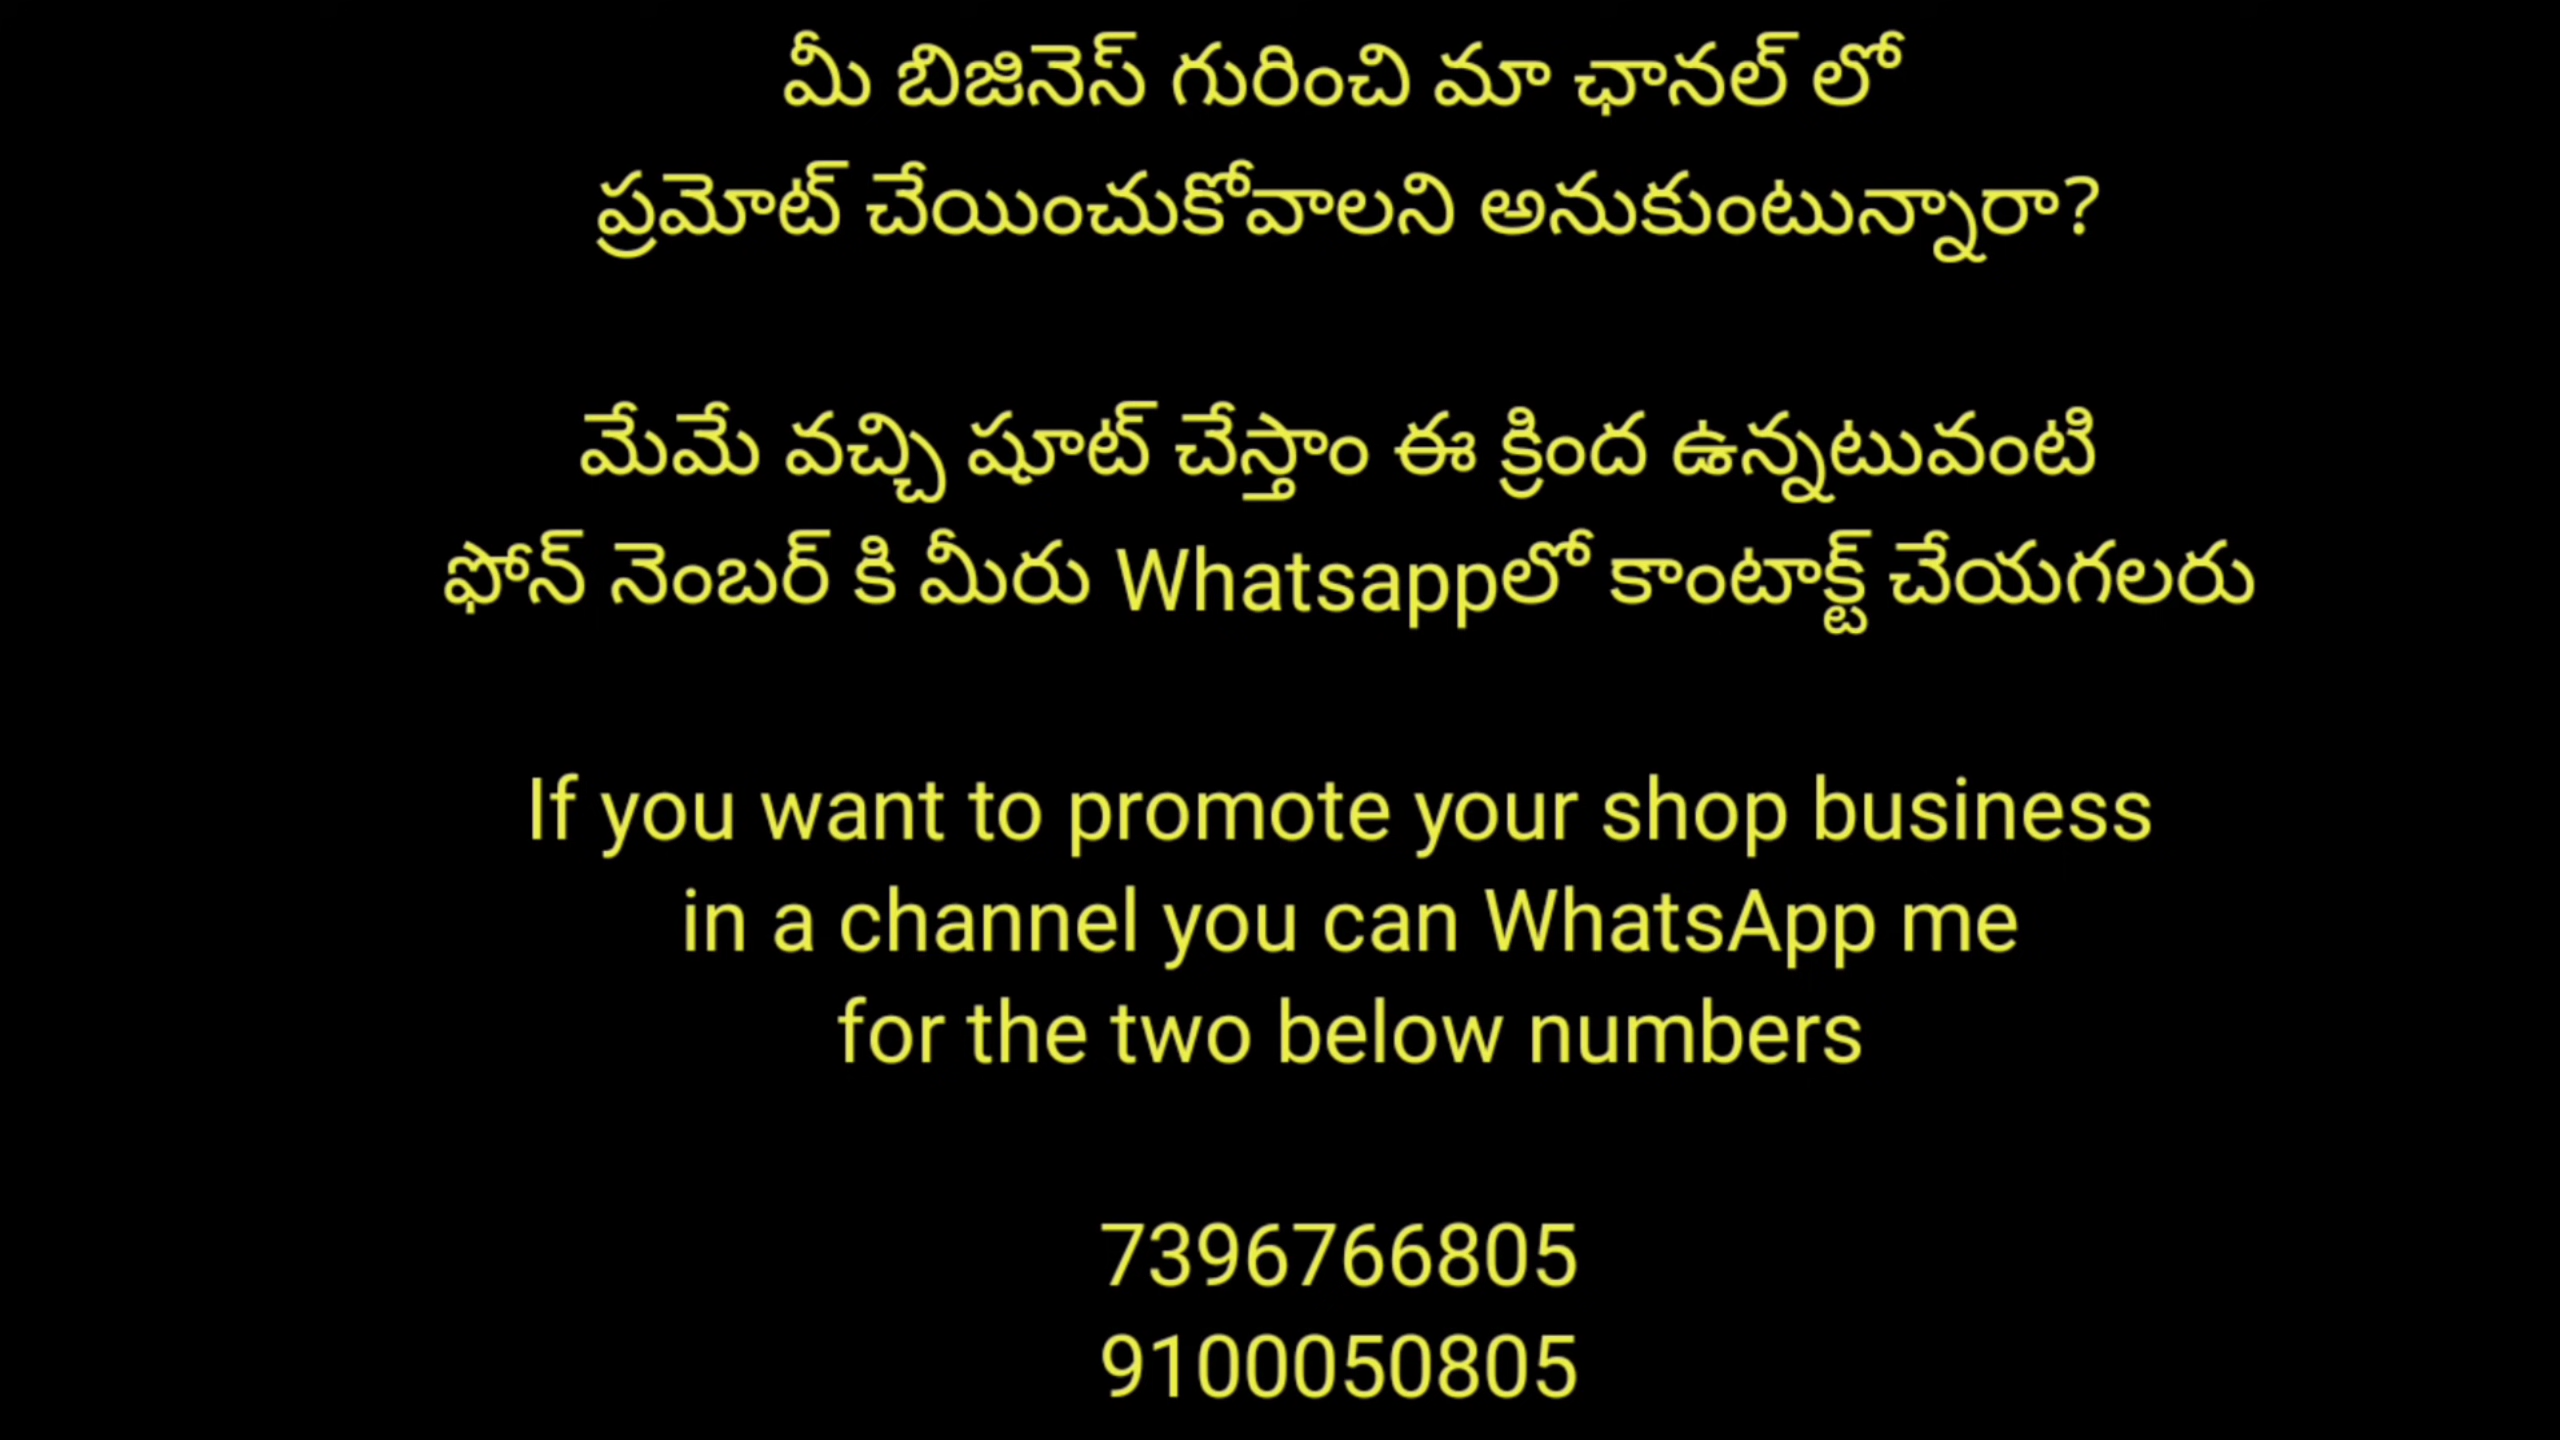 మీ బిజినెస్ గురించి మా ఛానల్ లో
ప్రమోట్ చేయించుకోవాలని అనుకుంటున్నారా?
మేమే వచ్చి షూట్ చేస్తాం ఈ క్రింద ఉన్నటువంటి
ఫోన్ నెంబర్ కి మీరు Whatsappలో కాంటాక్ట్ చేయగలరు
If you want to promote your shop business
in a channel you can WhatsApp me
for the two below numbers
7396766805
9100050805